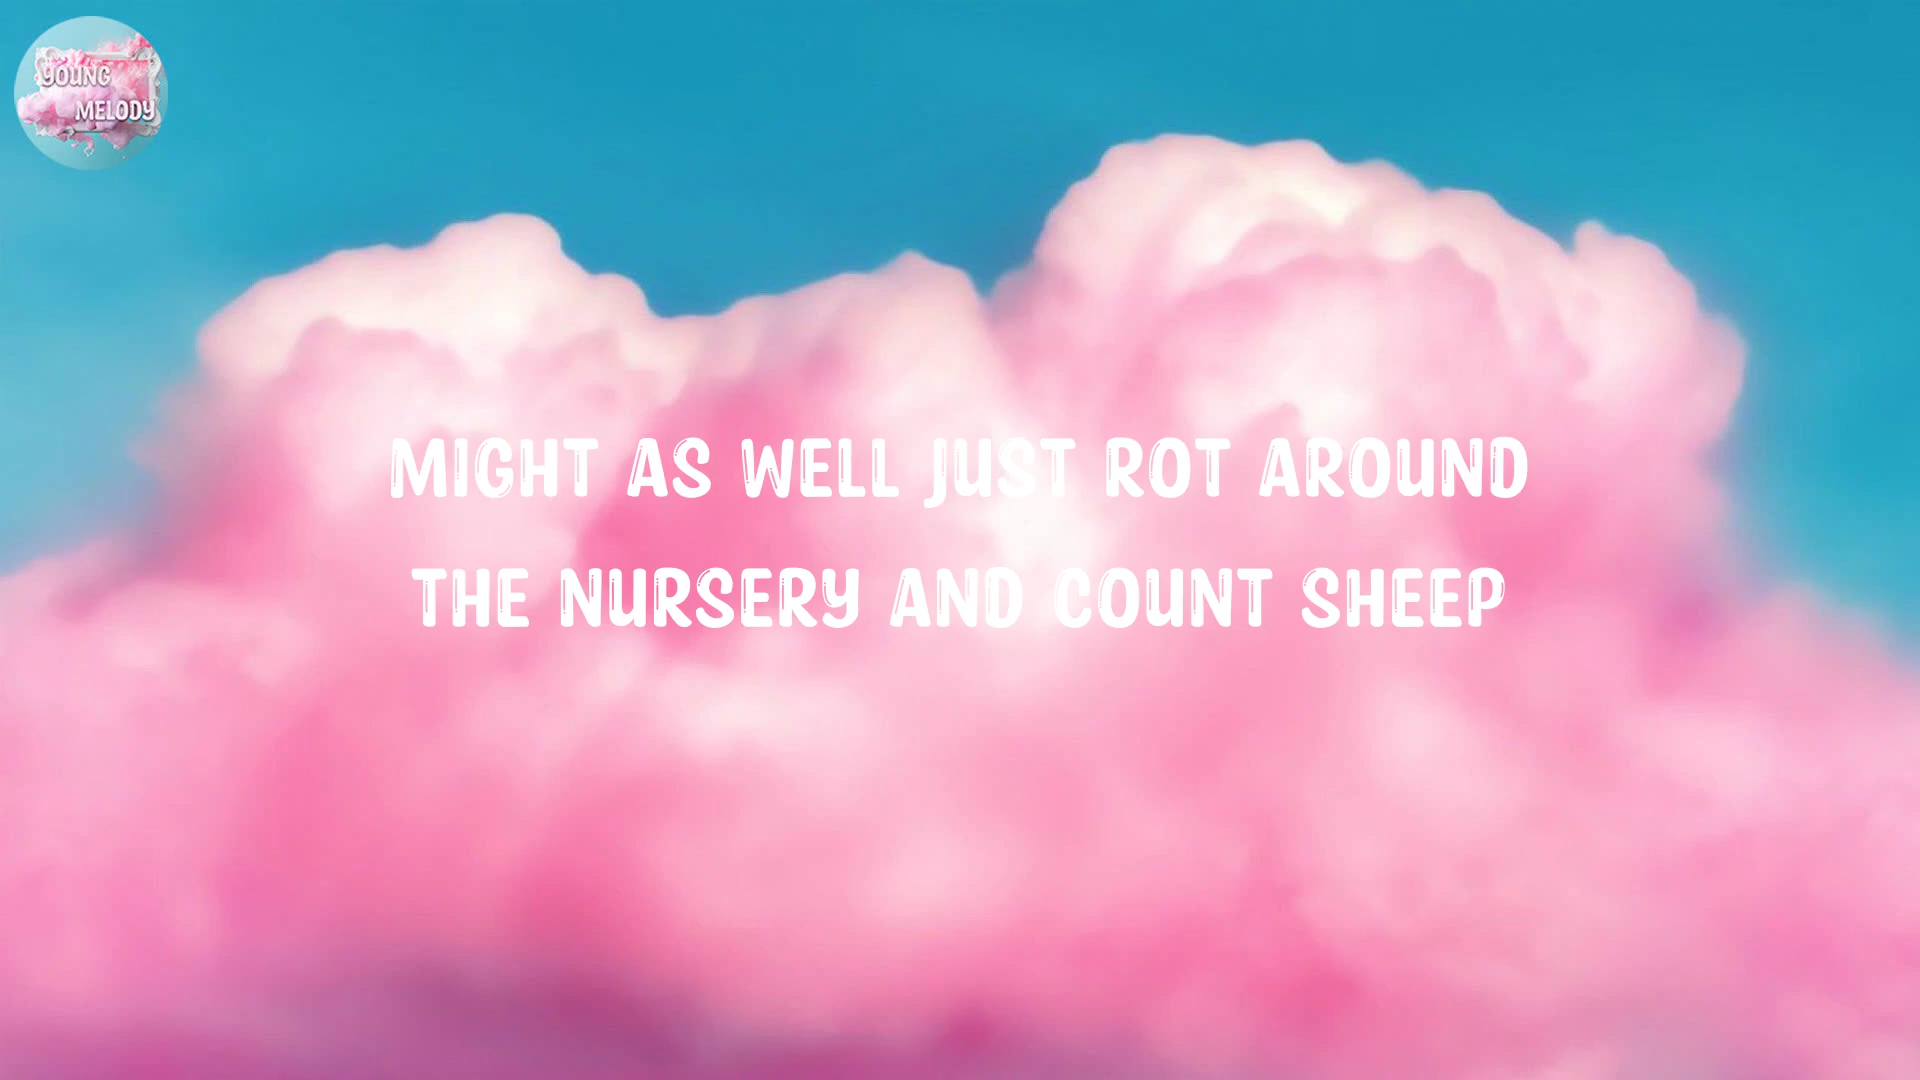 YOUNG
MELODY
MIGHT AS WELL JUST ROT AROUND
THE NURSERY AND COUNT SHEEP